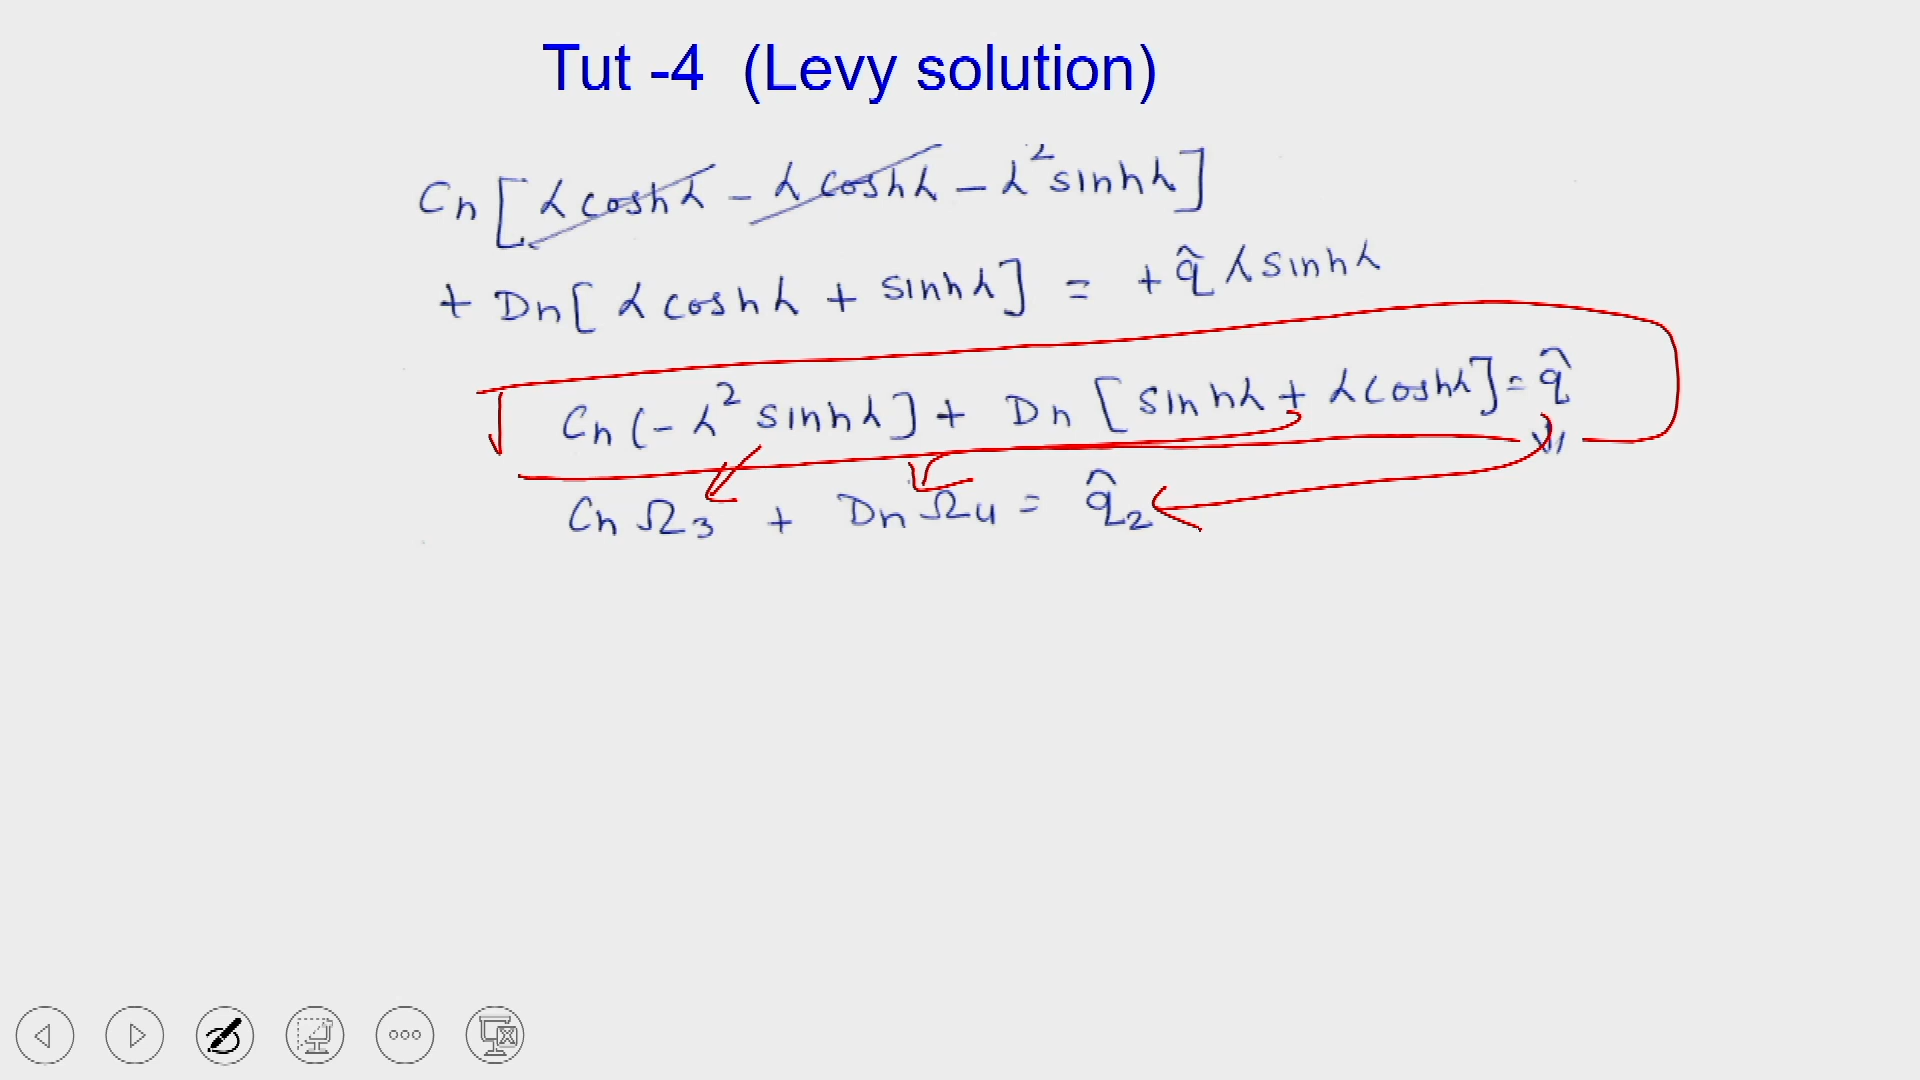 Tut -4 (Levy solution)
Cn [λ coshλ - λ coshλ - λ² sinhλ]
+ Dn [λ coshλ + sinhλ] = + q̂ λ sinhλ
Cn (- λ² sinhλ] + Dn [sinhλ + λ coshλ] = q̂
Cn Ω3 + Dn Ω4 = q̂2